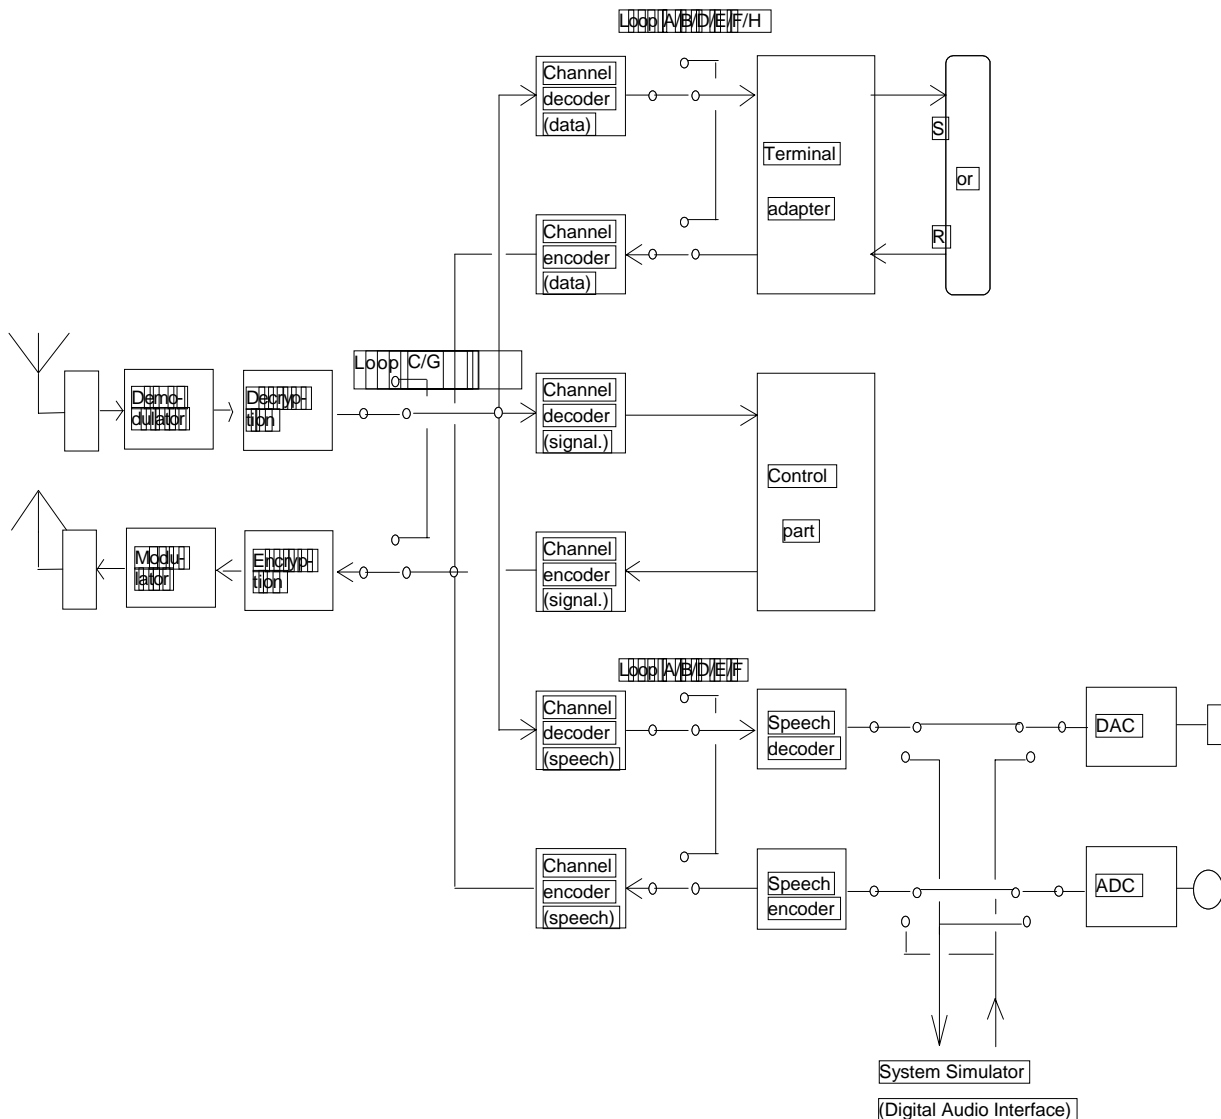 Loop A/B/D/E/F/H
Channel
decoder
(data)
Terminal
adapter
S
or
R
Channel
encoder
(data)
Loop C/G
Demo-
dulator
Decryp-
tion
Channel
decoder
(signal.)
Control
part
Modu-
lator
Encryp-
tion
Channel
encoder
(signal.)
Loop A/B/D/E/F
Channel
decoder
(speech)
Speech
decoder
DAC
Channel
encoder
(speech)
Speech
encoder
ADC
System Simulator
(Digital Audio Interface)